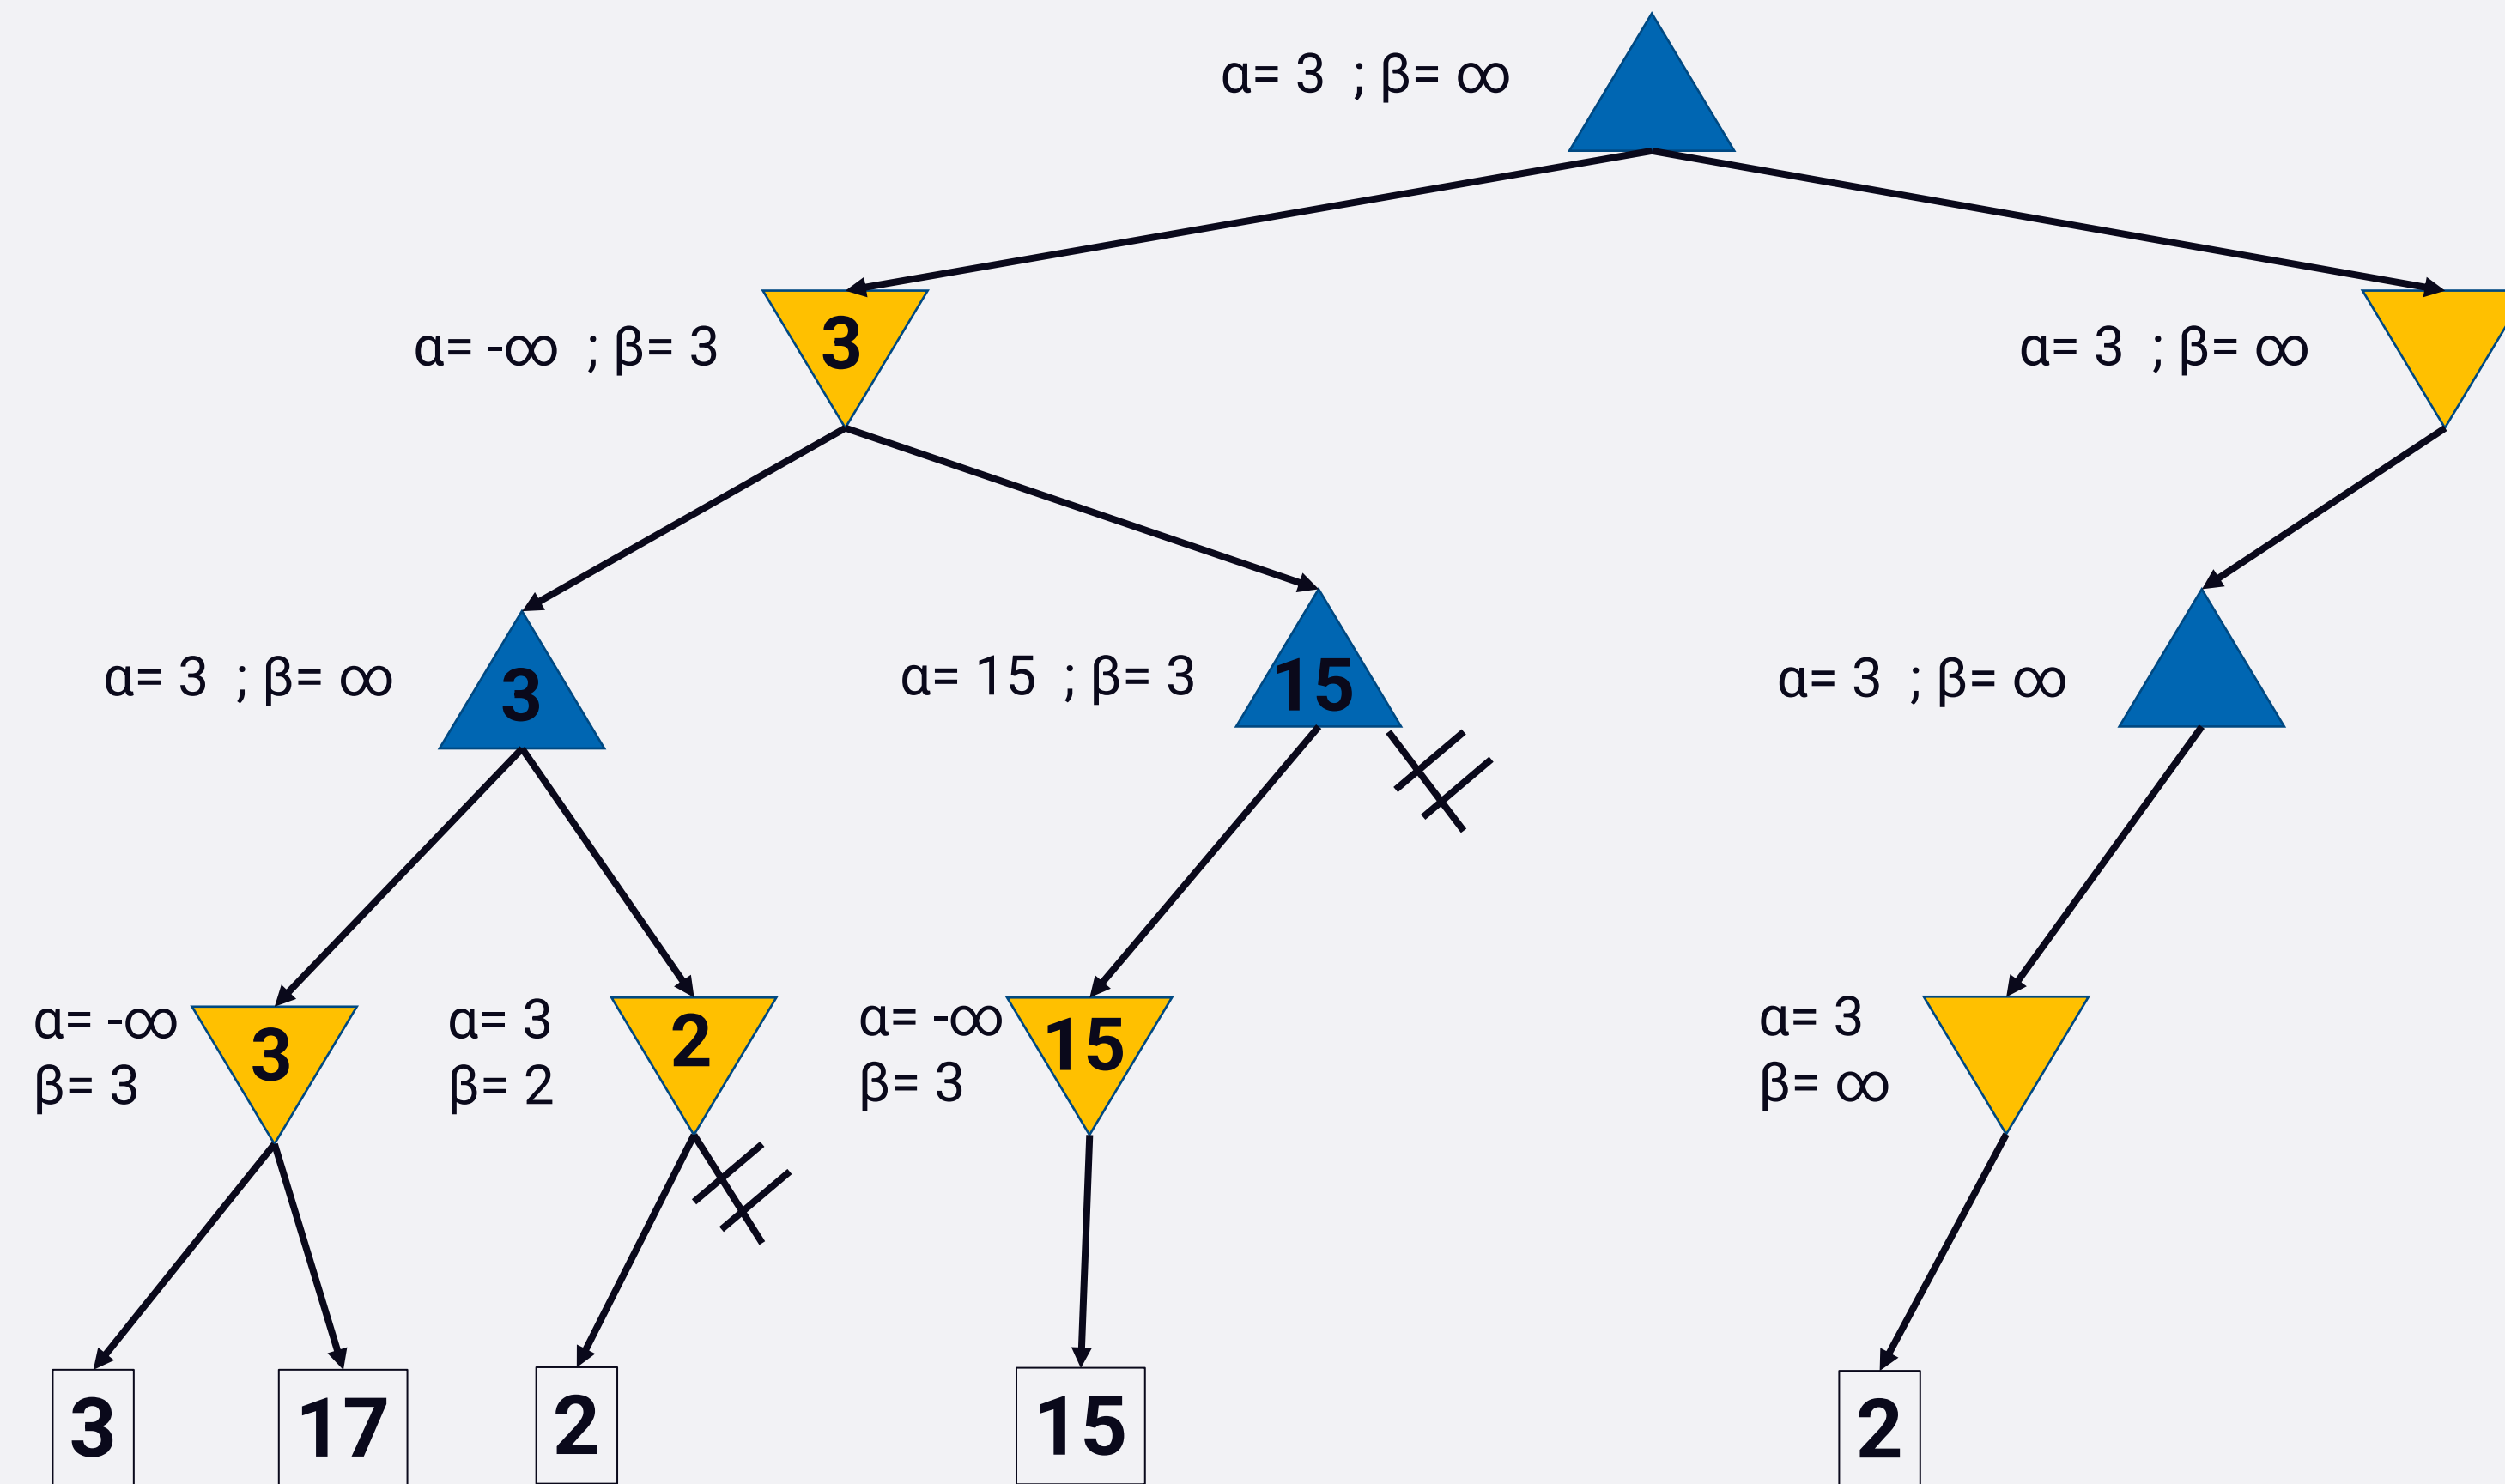 α= 3 ; β= ∞
3
α= -∞ ; β= 3
α= 3 ; β= ∞
3
α= 3 ; β= ∞
15
α= 15 ; β= 3
α= 3 ; β= ∞
α= -∞
β= 3
3
α= 3
β= 2
2
α= -∞
β= 3
15
α= 3
β= ∞
3
17
2
15
2